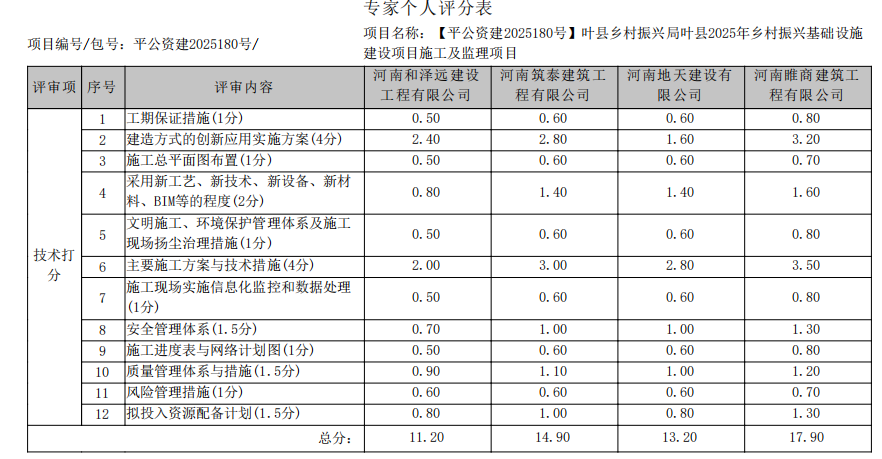 专家个人评分表
项目编号/包号：平公资建2025180号/
项目名称：【平公资建2025180号】叶县乡村振兴局叶县2025年乡村振兴基础设施
建设项目施工及监理项目
评审项 序号 评审内容 河南和泽远建设工程有限公司 河南筑泰建筑工程有限公司 河南地天建设有限公司 河南睢商建筑工程有限公司
技术打分
1 工期保证措施(1分) 0.50 0.60 0.60 0.80
2 建造方式的创新应用实施方案(4分) 2.40 2.80 1.60 3.20
3 施工总平面图布置(1分) 0.50 0.60 0.60 0.70
4 采用新工艺、新技术、新设备、新材料、BIM等的程度(2分) 0.80 1.40 1.40 1.60
5 文明施工、环境保护管理体系及施工现场扬尘治理措施(1分) 0.50 0.60 0.60 0.80
6 主要施工方案与技术措施(4分) 2.00 3.00 2.80 3.50
7 施工现场实施信息化监控和数据处理(1分) 0.50 0.60 0.60 0.80
8 安全管理体系(1.5分) 0.70 1.00 1.00 1.30
9 施工进度表与网络计划图(1分) 0.50 0.60 0.60 0.80
10 质量管理体系与措施(1.5分) 0.90 1.10 1.00 1.20
11 风险管理措施(1分) 0.60 0.60 0.60 0.70
12 拟投入资源配备计划(1.5分) 0.80 1.00 0.80 1.30
总分： 11.20 14.90 13.20 17.90